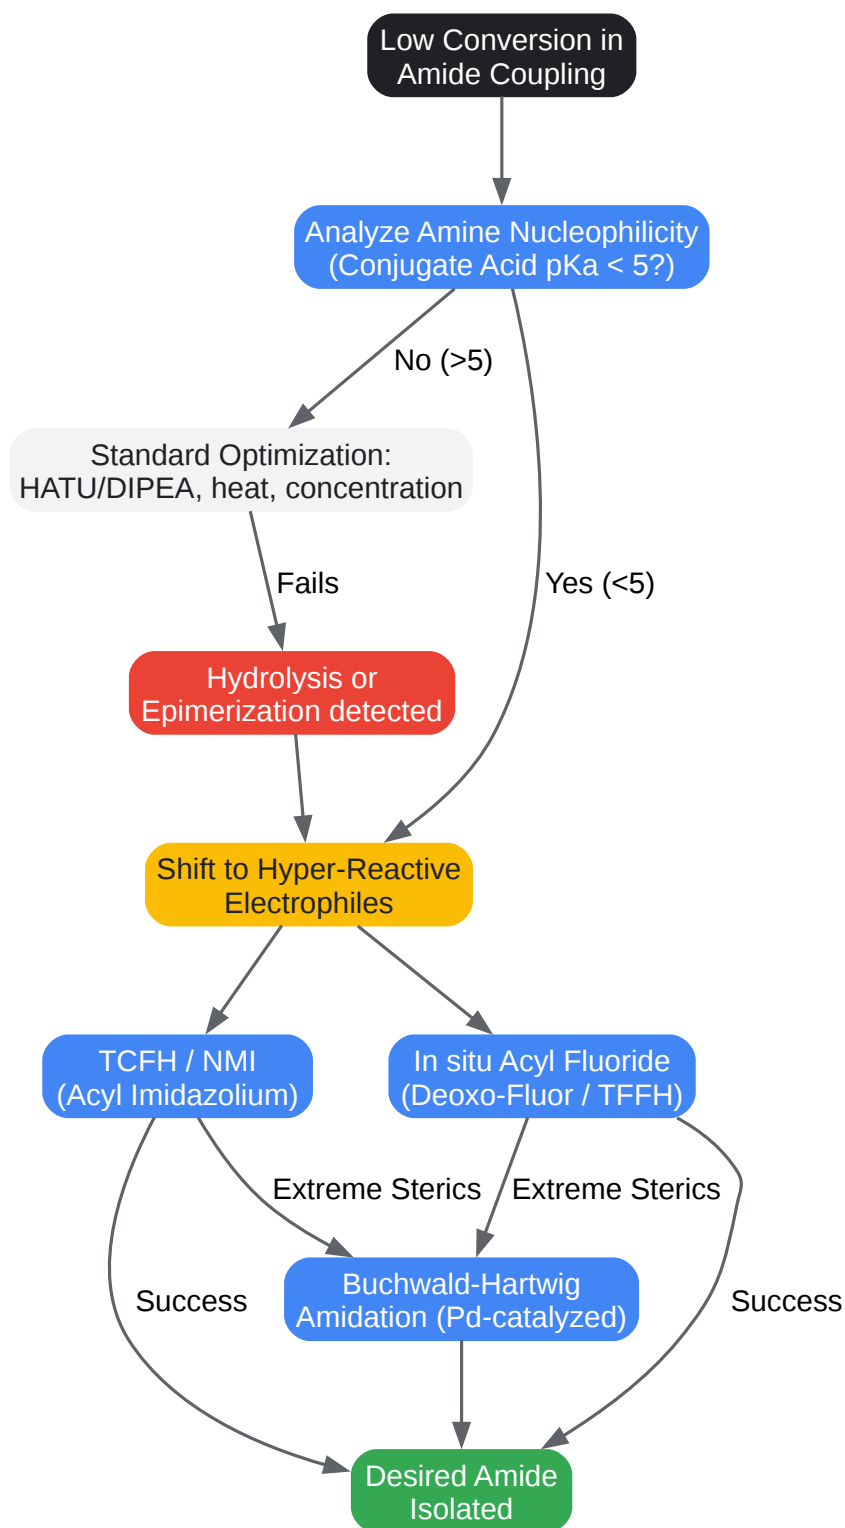 Low Conversion in
Amide Coupling
Analyze Amine Nucleophilicity
(Conjugate Acid pKa < 5?)
No (>5)
Standard Optimization:
HATU/DIPEA, heat, concentration
Fails
Yes (<5)
Hydrolysis or
Epimerization detected
Shift to Hyper-Reactive
Electrophiles
TCFH / NMI
(Acyl Imidazolium)
In situ Acyl Fluoride
(Deoxo-Fluor / TFFH)
Extreme Sterics
Extreme Sterics
Buchwald-Hartwig
Amidation (Pd-catalyzed)
Success
Success
Desired Amide
Isolated